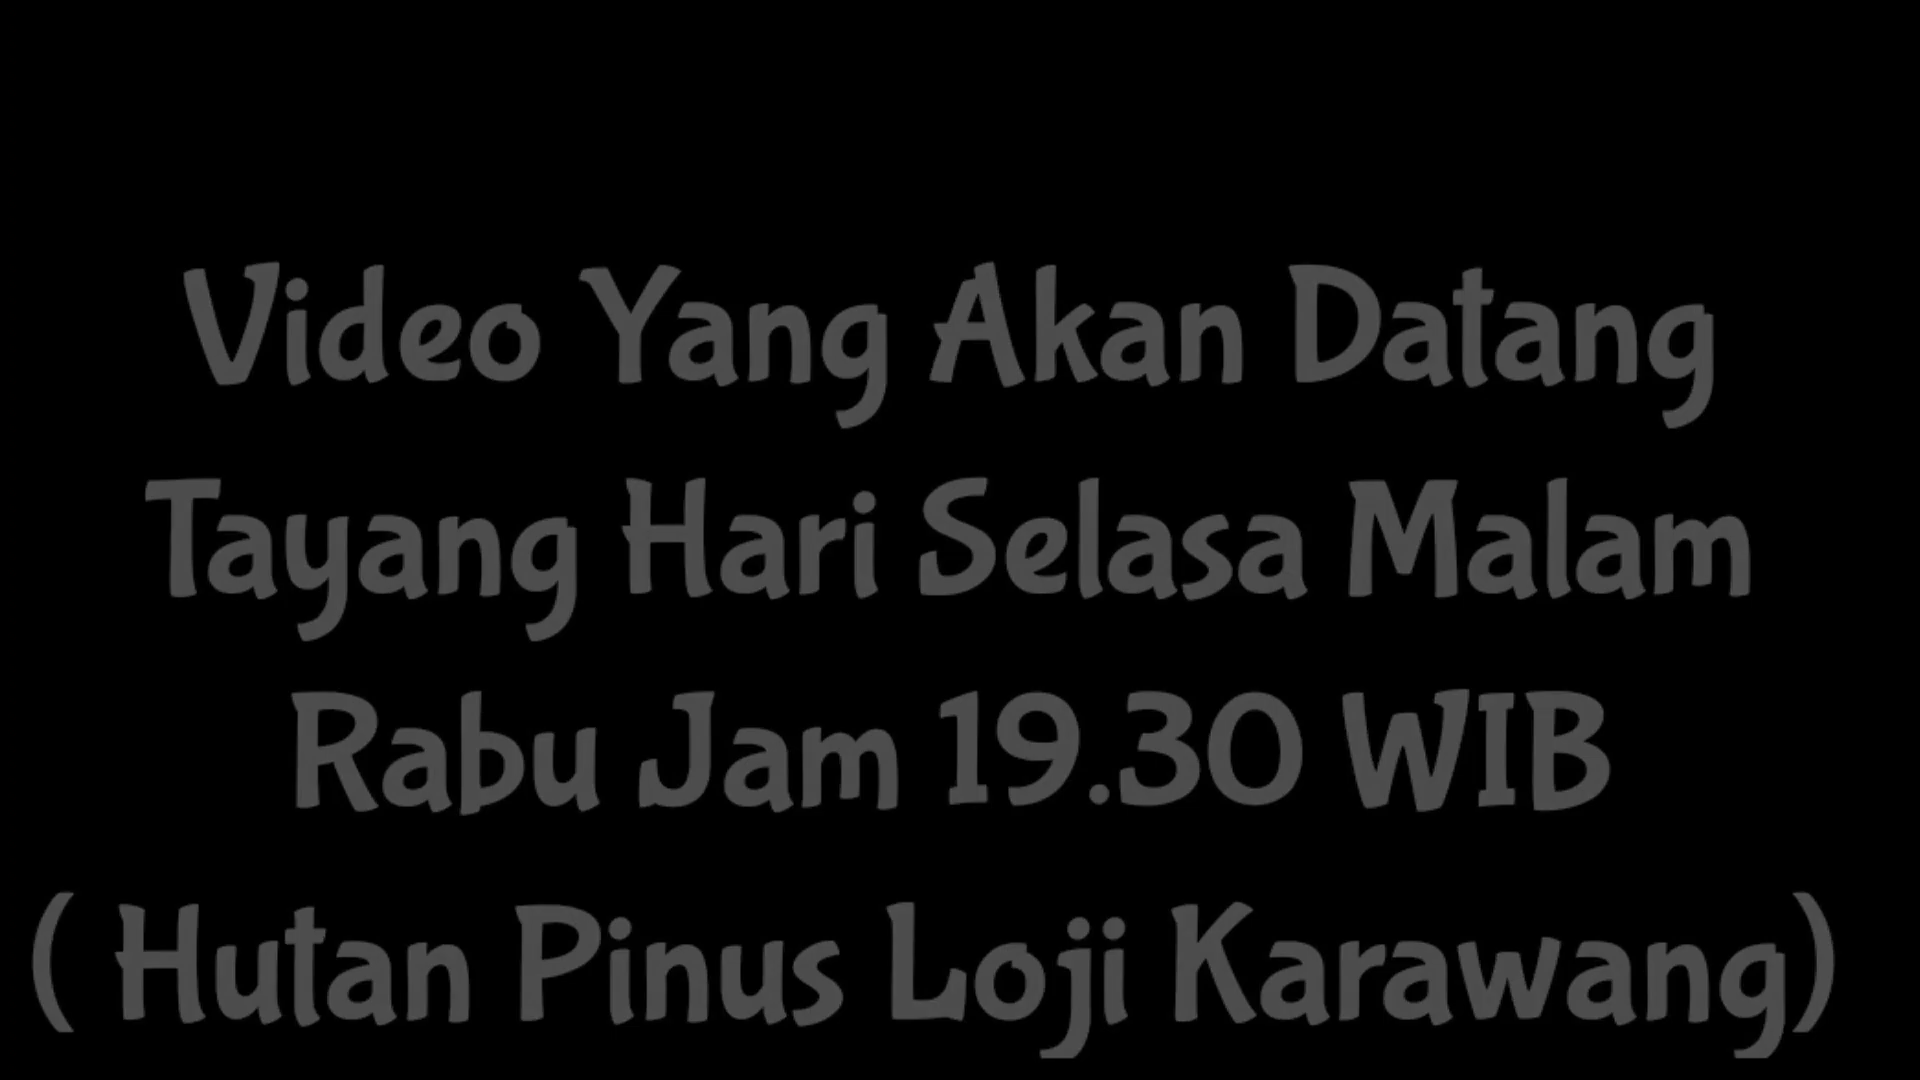 Video Yang Akan Datang
Tayang Hari Selasa Malam
Rabu Jam 19.30 WIB
( Hutan Pinus Loji Karawang)